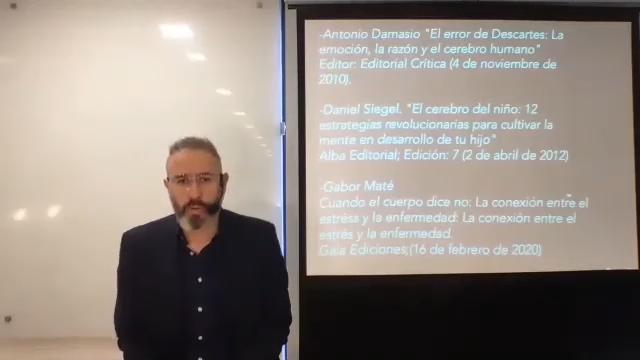 -Antonio Damasio "El error de Descartes: La
emoción, la razón y el cerebro humano"
Editor: Editorial Crítica (4 de noviembre de
2010).
-Daniel Siegel. "El cerebro del niño: 12
estrategias revolucionarias para cultivar la
mente en desarrollo de tu hijo"
Alba Editorial; Edición: 7 (2 de abril de 2012)
-Gabor Maté
Cuando el cuerpo dice no: La conexión entre el
estrésa y la enfermedad: La conexión entre el
estrés y la enfermedad.
Gaia Ediciones;(16 de febrero de 2020)